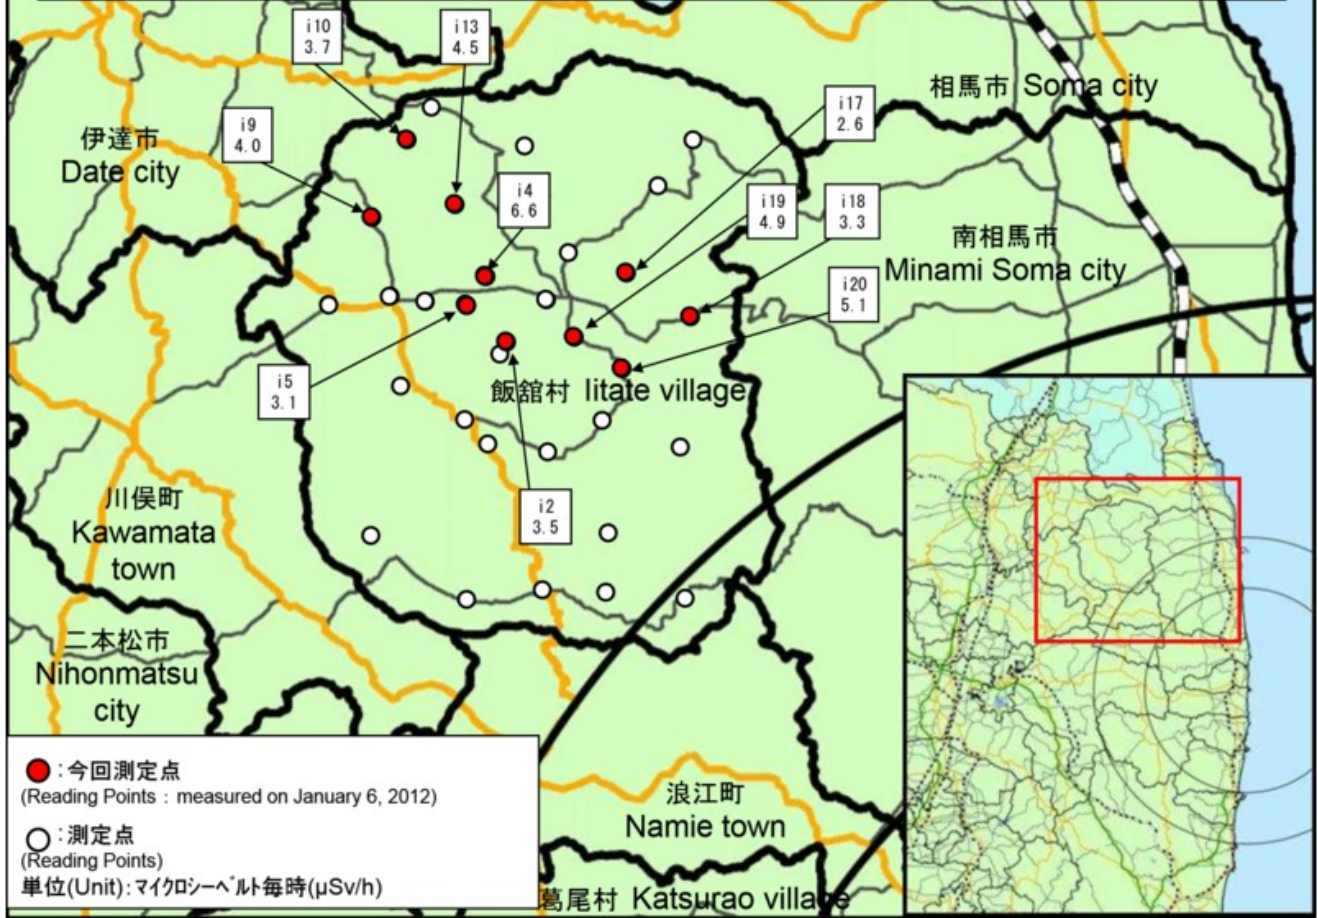 i10
3.7
i13
4.5
相馬市 Soma city
i17
2.6
伊達市
Date city
i9
4.0
i4
6.6
i19
4.9
i18
3.3
南相馬市
Minami Soma city
i20
5.1
i5
3.1
飯舘村 Iitate village
川俣町
Kawamata
town
i2
3.5
二本松市
Nihonmatsu
city
:今回測定点
(Reading Points : measured on January 6, 2012)
:測定点
(Reading Points)
単位(Unit):マイクロシーベルト毎時(μSv/h)
浪江町
Namie town
葛尾村 Katsurao village